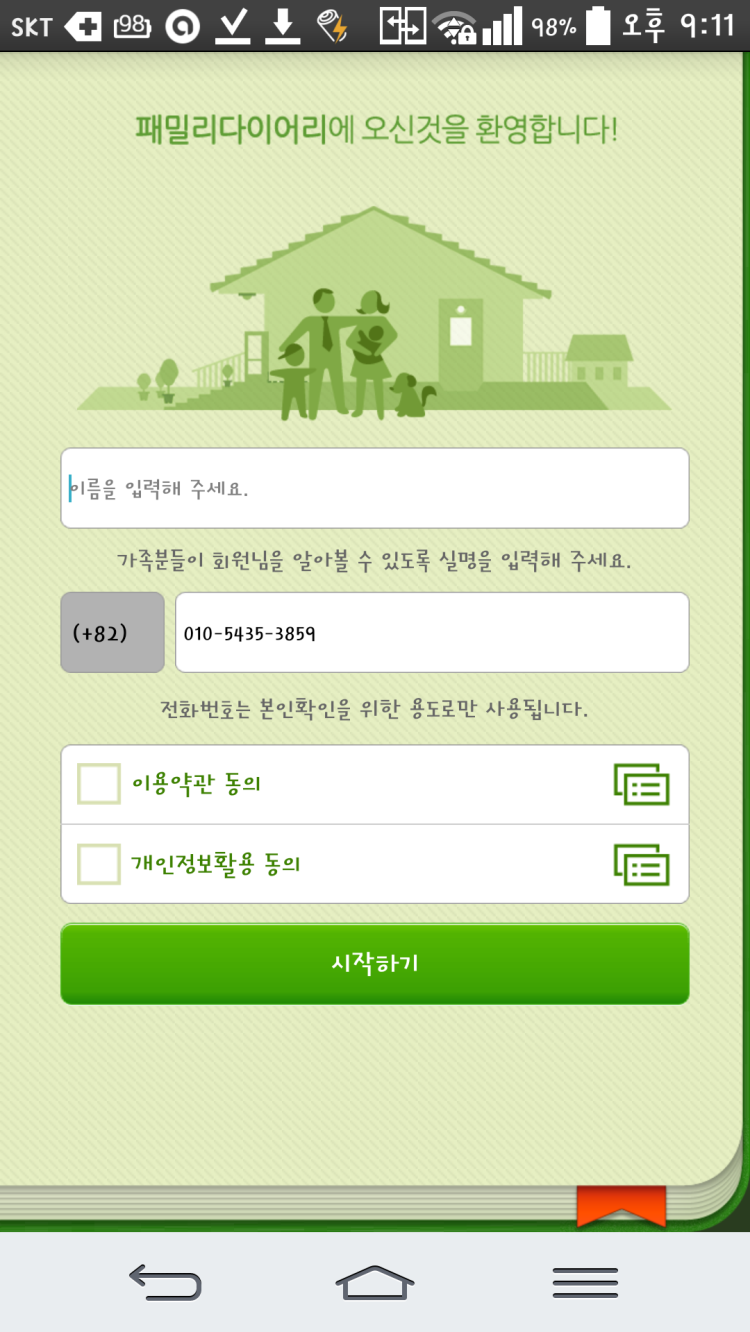 SKT 98 98% 오후 9:11
패밀리다이어리에 오신것을 환영합니다!
이름을 입력해 주세요.
가족분들이 회원님을 알아볼 수 있도록 실명을 입력해 주세요.
(+82) 010-5435-3859
전화번호는 본인확인을 위한 용도로만 사용됩니다.
이용약관 동의
개인정보활용 동의
시작하기